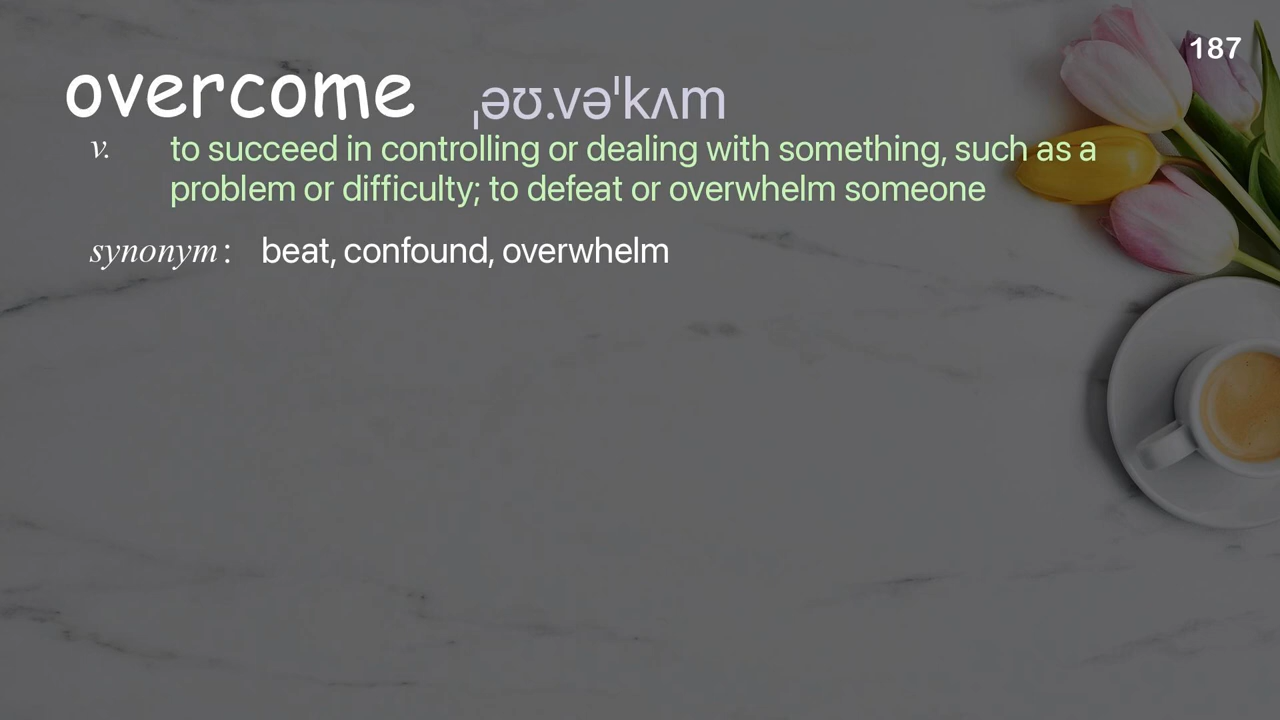 187
overcome ˌəʊ.vəˈkʌm
v. to succeed in controlling or dealing with something, such as a
problem or difficulty; to defeat or overwhelm someone
synonym: beat, confound, overwhelm